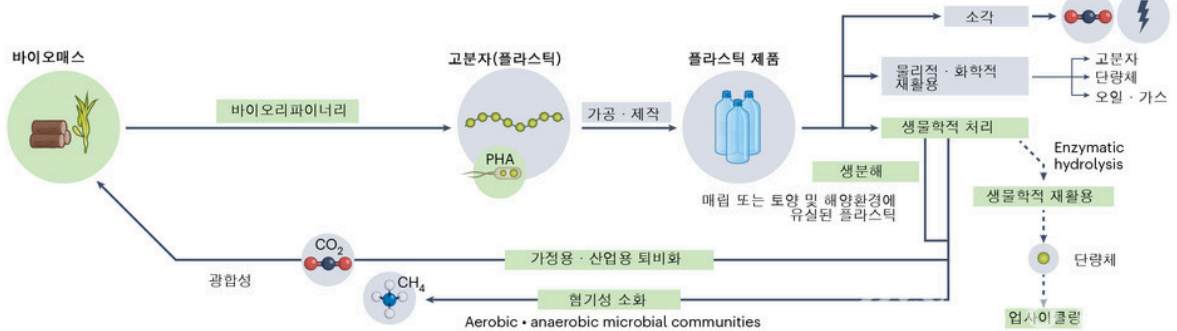 소각
바이오매스
고분자(플라스틱)
플라스틱 제품
물리적 · 화학적
재활용
고분자
단량체
오일 · 가스
바이오리파이너리
가공 · 제작
생물학적 처리
PHA
Enzymatic
hydrolysis
생분해
매립 또는 토양 및 해양환경에
유실된 플라스틱
생물학적 재활용
CO2
가정용 · 산업용 퇴비화
단량체
광합성
CH4
혐기성 소화
업사이클링
Aerobic • anaerobic microbial communities